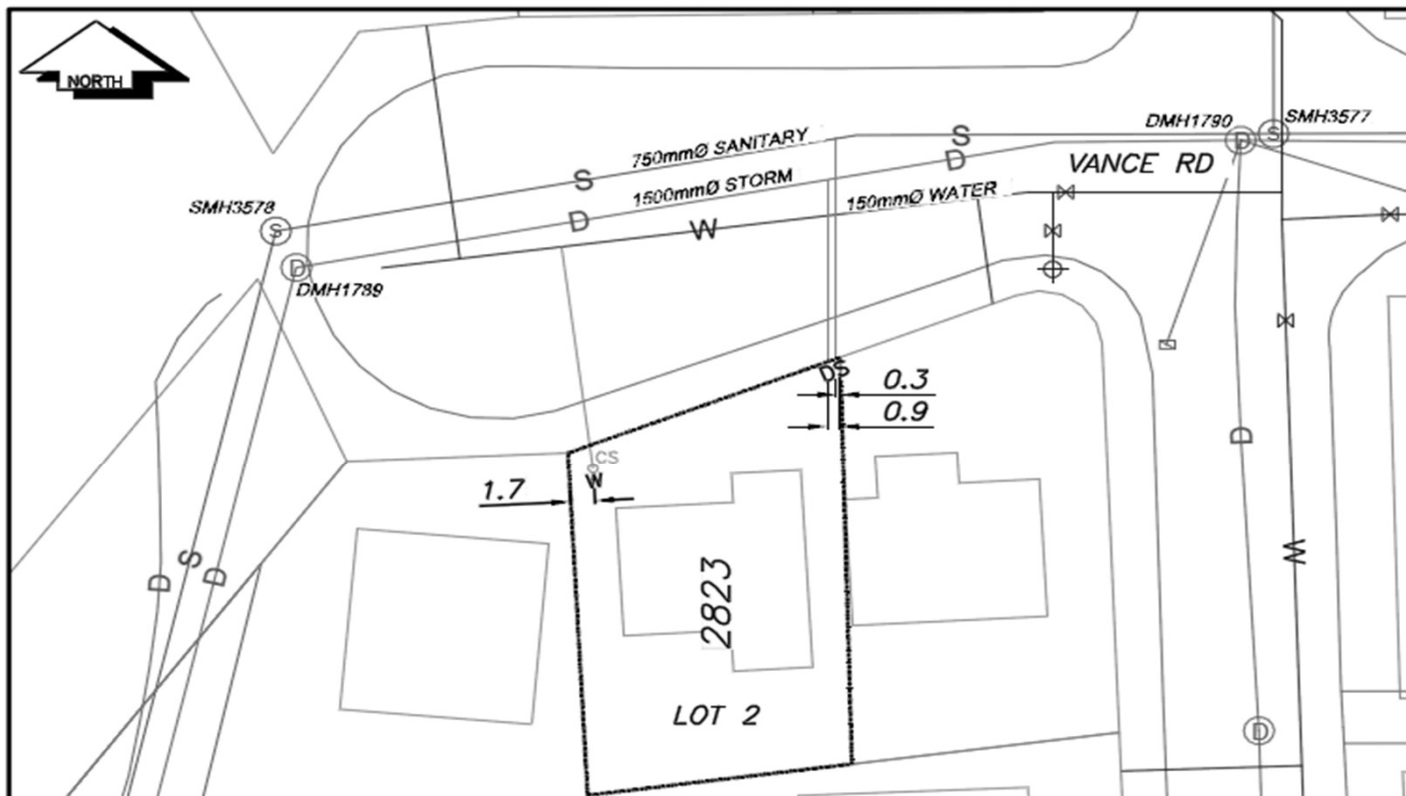 NORTH
DMH1790
SMH3577
750mmØ SANITARY
S
S
D
VANCE RD
1500mmØ STORM
D
150mmØ WATER
W
SMH3578
S
D
DMH1789
D
S
DS
0.3
0.9
CS
W
1.7
D
W
D
S
D
2823
LOT 2
D